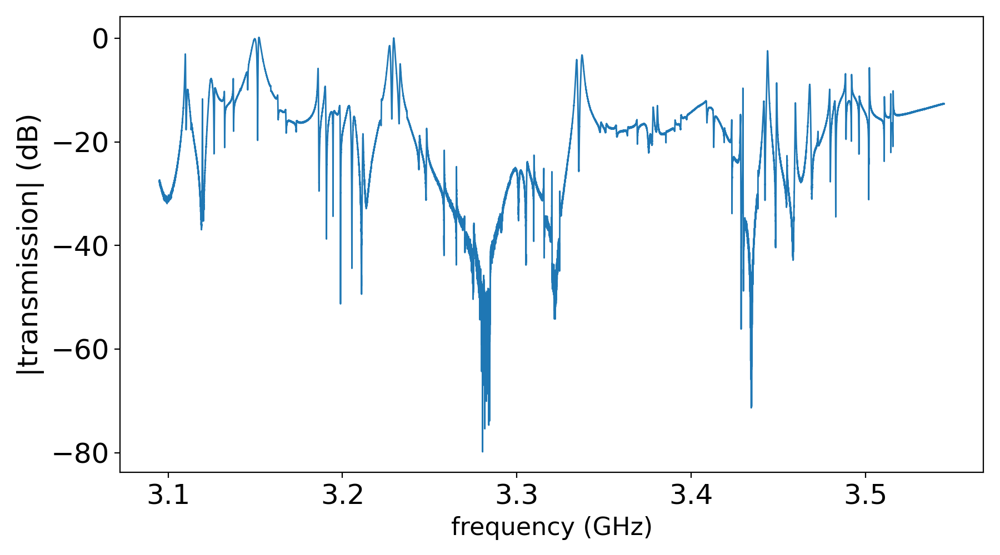 0
−20
−40
−60
−80
|transmission| (dB)
3.1 3.2 3.3 3.4 3.5
frequency (GHz)